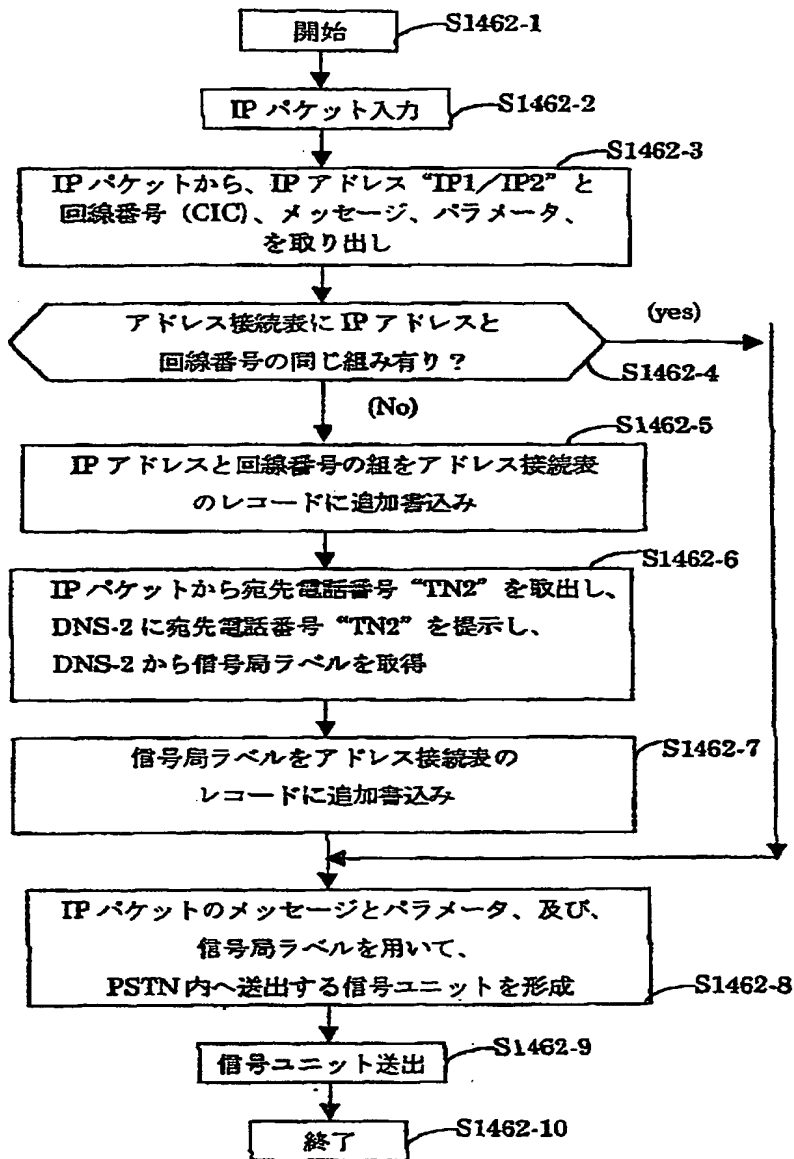 開始
S1462-1
IP パケット入力
S1462-2
S1462-3
IP パケットから、IP アドレス “IP1／IP2” と
回線番号 (CIC)、メッセージ、パラメータ、
を取り出し
アドレス接続表に IP アドレスと
回線番号の同じ組み有り？
(yes)
S1462-4
(No)
S1462-5
IP アドレスと回線番号の組をアドレス接続表
のレコードに追加書込み
S1462-6
IP パケットから宛先電話番号 “TN2” を取出し、
DNS-2 に宛先電話番号 “TN2” を提示し、
DNS-2 から信号局ラベルを取得
信号局ラベルをアドレス接続表の
レコードに追加書込み
S1462-7
IP パケットのメッセージとパラメータ、及び、
信号局ラベルを用いて、
PSTN 内へ送出する信号ユニットを形成
S1462-8
信号ユニット送出
S1462-9
終了
S1462-10